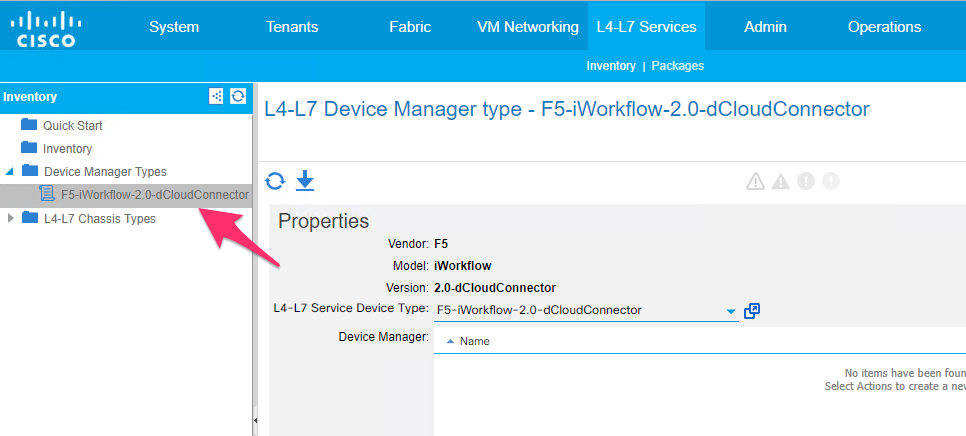 CISCO
System Tenants Fabric VM Networking L4-L7 Services Admin Operations
Inventory | Packages
Inventory
Quick Start
Inventory
Device Manager Types
F5-iWorkflow-2.0-dCloudConnector
L4-L7 Chassis Types
L4-L7 Device Manager type - F5-iWorkflow-2.0-dCloudConnector
Properties
Vendor: F5
Model: iWorkflow
Version: 2.0-dCloudConnector
L4-L7 Service Device Type: F5-iWorkflow-2.0-dCloudConnector
Device Manager: Name
No items have been foun
Select Actions to create a new